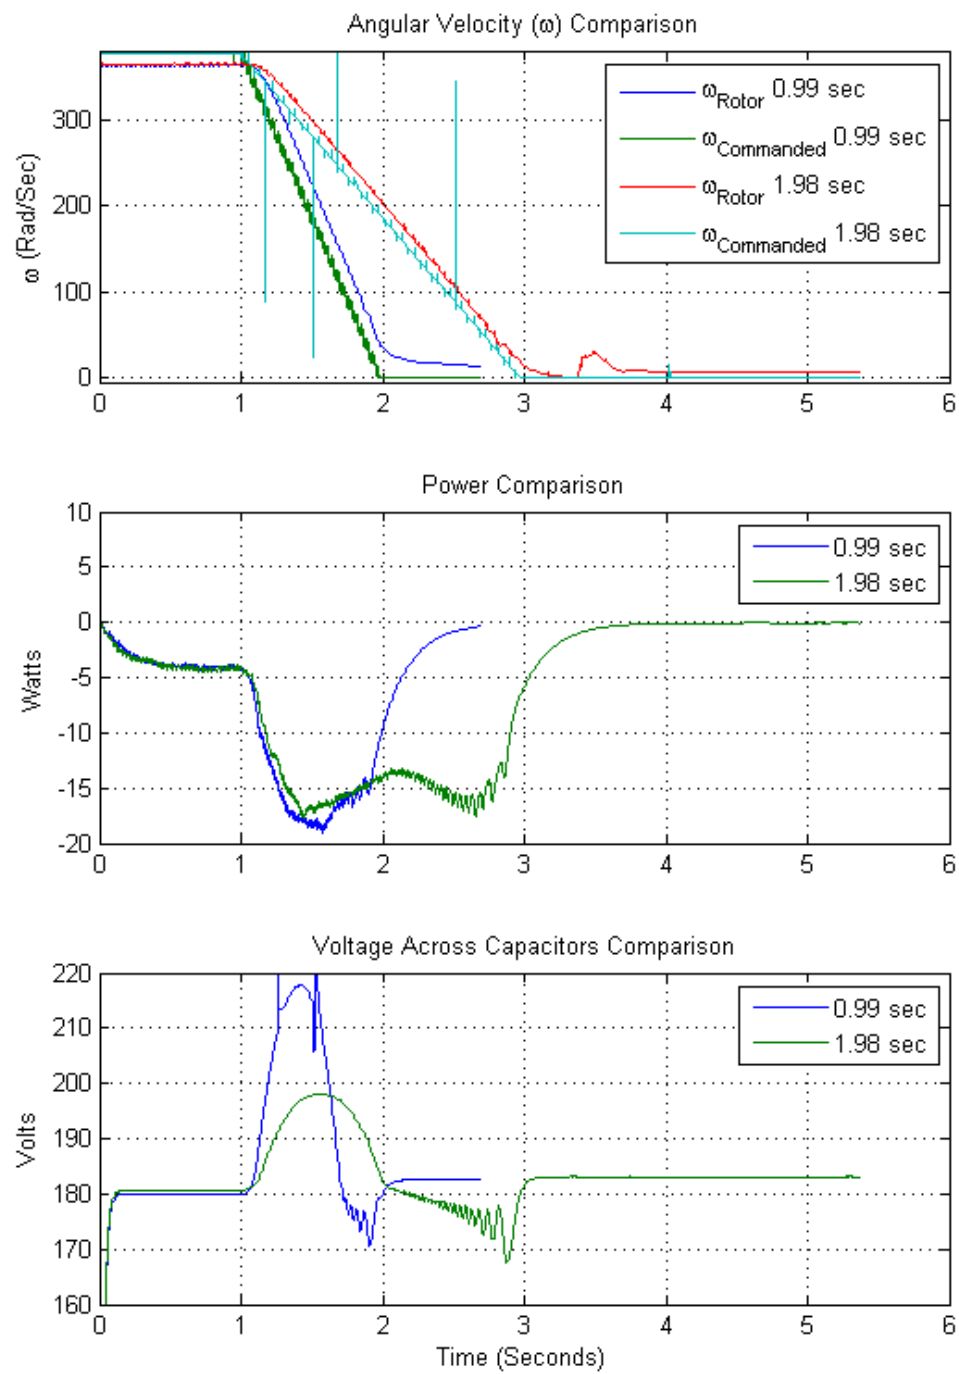 Angular Velocity (ω) Comparison
300
200
100
0
0 1 2 3 4 5 6
ω (Rad/Sec)
ωRotor 0.99 sec
ωCommanded 0.99 sec
ωRotor 1.98 sec
ωCommanded 1.98 sec
Power Comparison
10
5
0
-5
-10
-15
-20
0 1 2 3 4 5 6
Watts
0.99 sec
1.98 sec
Voltage Across Capacitors Comparison
220
210
200
190
180
170
160
0 1 2 3 4 5 6
Volts
0.99 sec
1.98 sec
Time (Seconds)